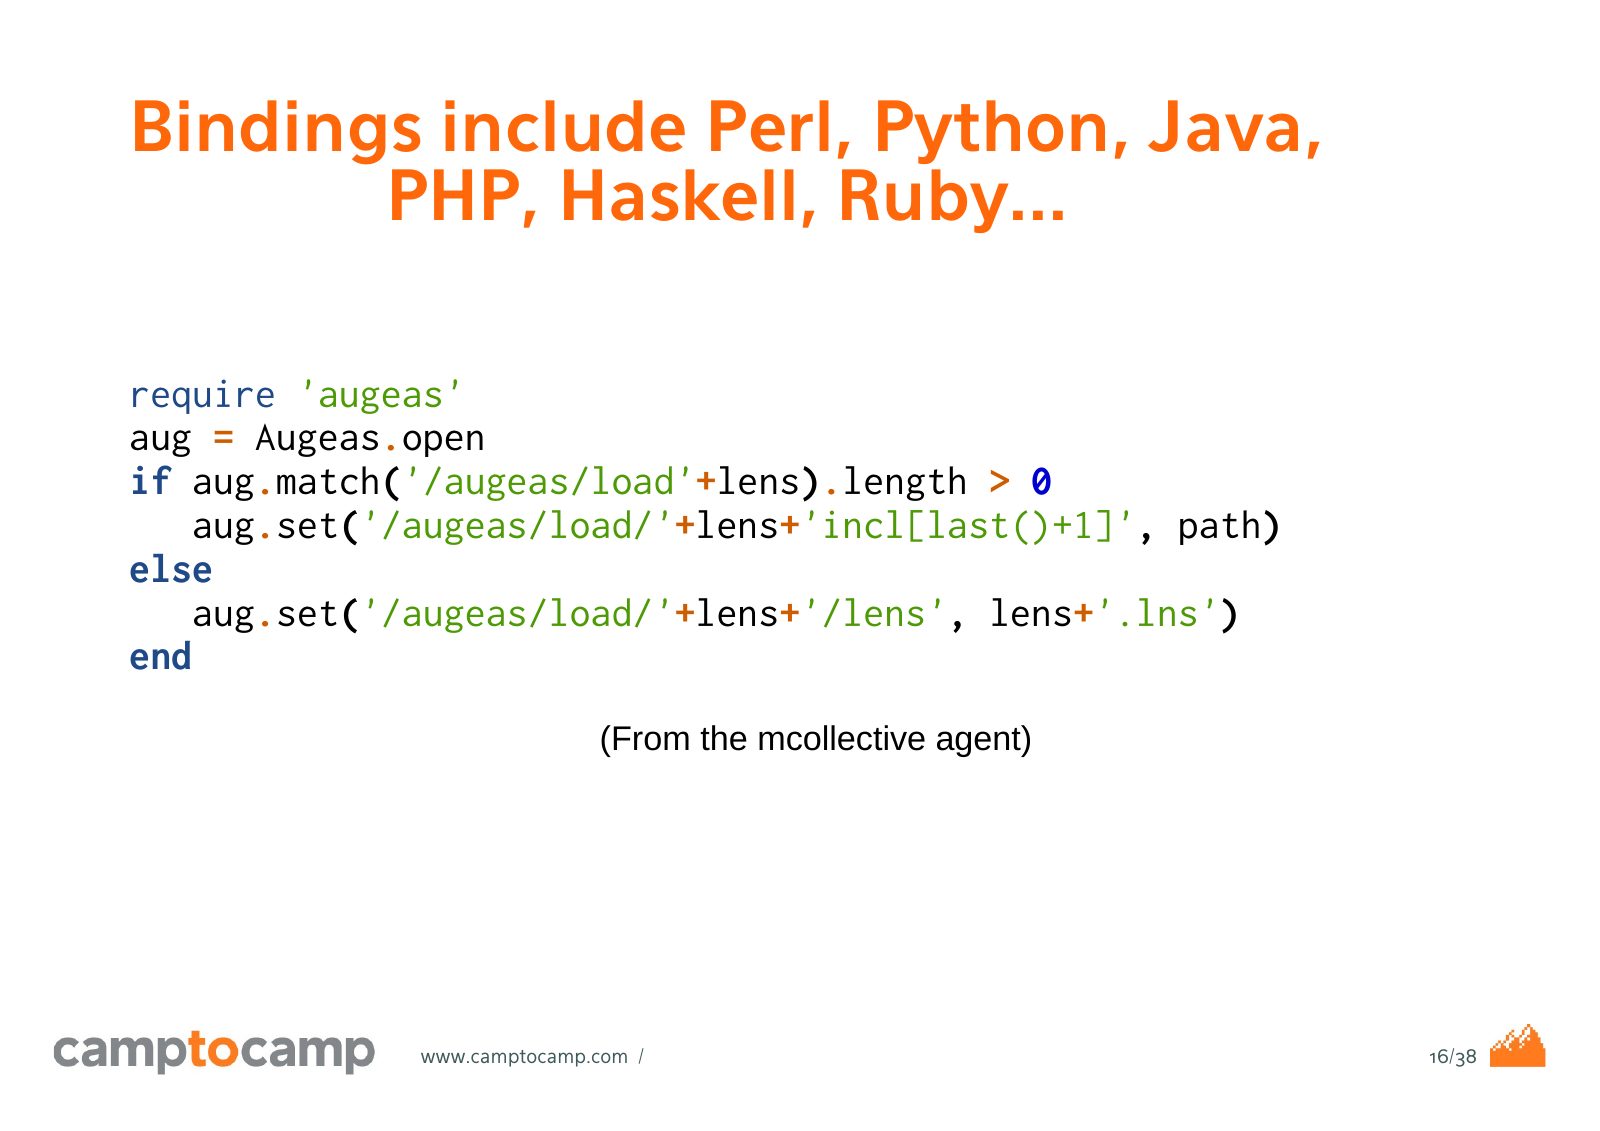 Bindings include Perl, Python, Java,
PHP, Haskell, Ruby...
require 'augeas'
aug = Augeas.open
if aug.match('/augeas/load'+lens).length > 0
   aug.set('/augeas/load/'+lens+'incl[last()+1]', path)
else
   aug.set('/augeas/load/'+lens+'/lens', lens+'.lns')
end
(From the mcollective agent)
camptocamp
www.camptocamp.com /
16/38